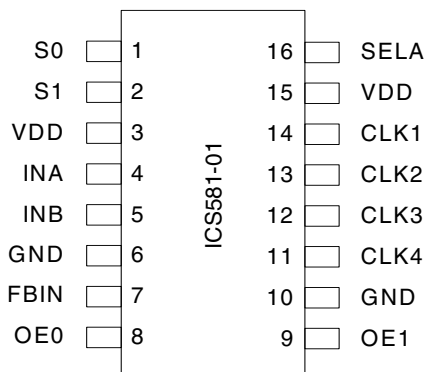 S0 1 16 SELA
S1 2 15 VDD
VDD 3 14 CLK1
INA 4 13 CLK2
INB 5 12 CLK3
GND 6 11 CLK4
FBIN 7 10 GND
OE0 8 9 OE1
ICS581-01